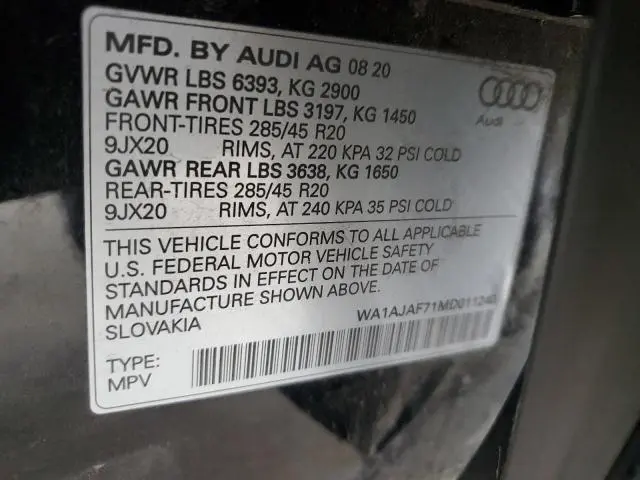 MFD. BY AUDI AG 08 20
GVWR LBS 6393, KG 2900
GAWR FRONT LBS 3197, KG 1450
FRONT-TIRES 285/45 R20
9JX20 RIMS, AT 220 KPA 32 PSI COLD
GAWR REAR LBS 3638, KG 1650
REAR-TIRES 285/45 R20
9JX20 RIMS, AT 240 KPA 35 PSI COLD
Audi
THIS VEHICLE CONFORMS TO ALL APPLICABLE
U.S. FEDERAL MOTOR VEHICLE SAFETY
STANDARDS IN EFFECT ON THE DATE OF
MANUFACTURE SHOWN ABOVE.
SLOVAKIA
WA1AJAF71MD011240
TYPE:
MPV